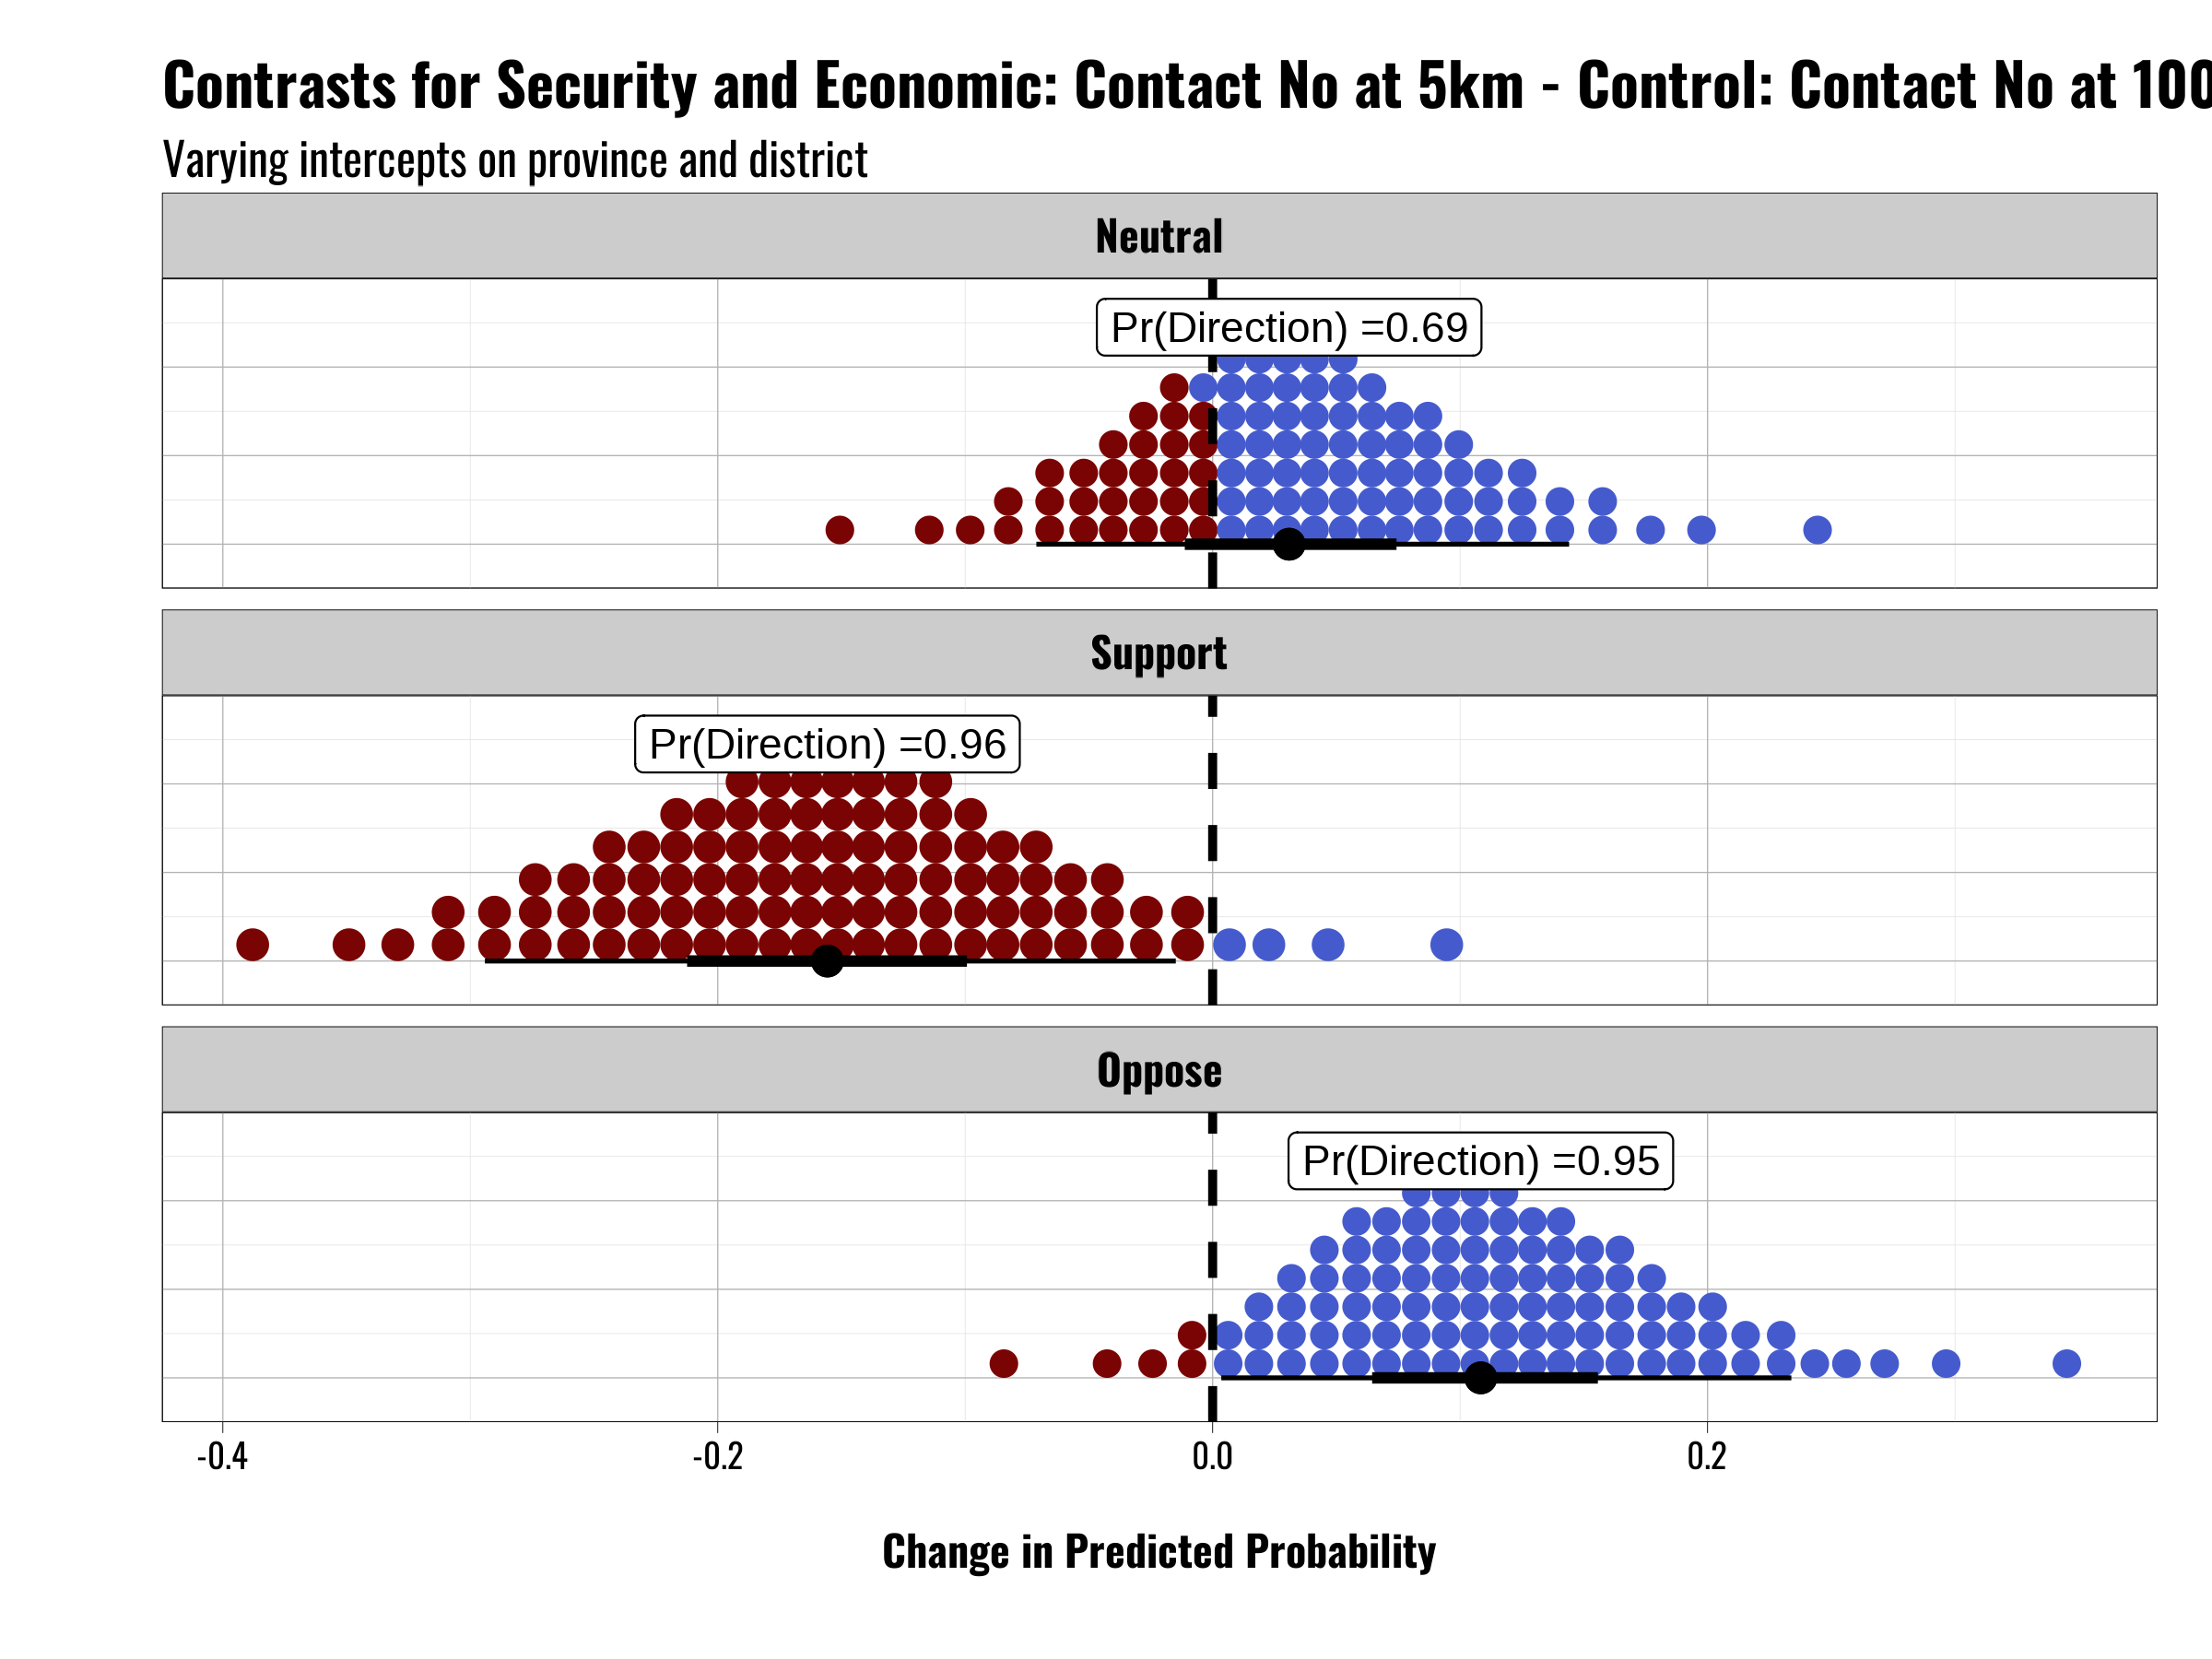 Contrasts for Security and Economic: Contact No at 5km - Control: Contact No at 100
Varying intercepts on province and district
Neutral
Pr(Direction) =0.69
Support
Pr(Direction) =0.96
Oppose
Pr(Direction) =0.95
-0.4 -0.2 0.0 0.2
Change in Predicted Probability